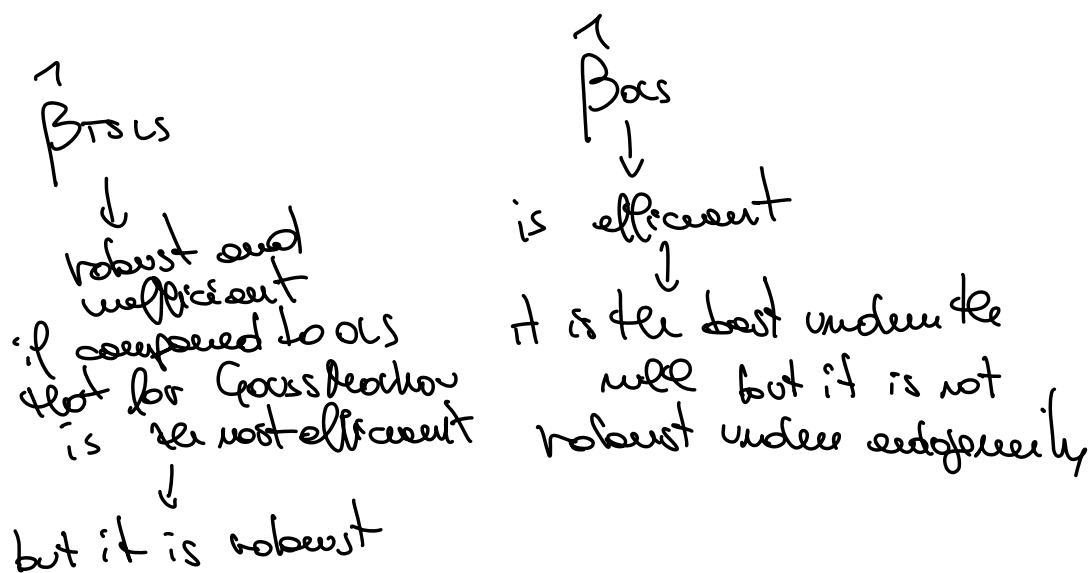 β̂TSLS
↓
robust and
inefficient
if compared to OLS
that for Gauss Markov
is the most efficient
↓
but it is robust
β̂OLS
↓
is efficient
↓
it is the best under the
null but it is not
robust under endogeneity